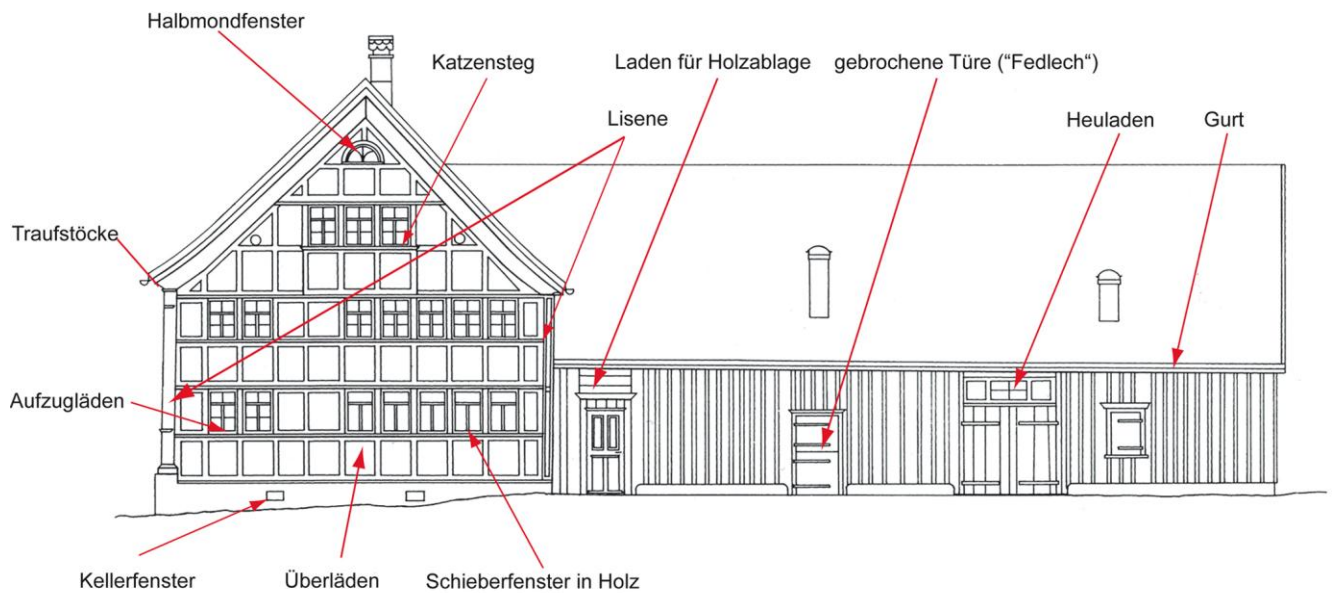 Halbmondfenster
Katzensteg
Laden für Holzablage
gebrochene Türe (“Fedlech“)
Lisene
Heuladen
Gurt
Traufstöcke
Aufzugläden
Kellerfenster
Überläden
Schieberfenster in Holz